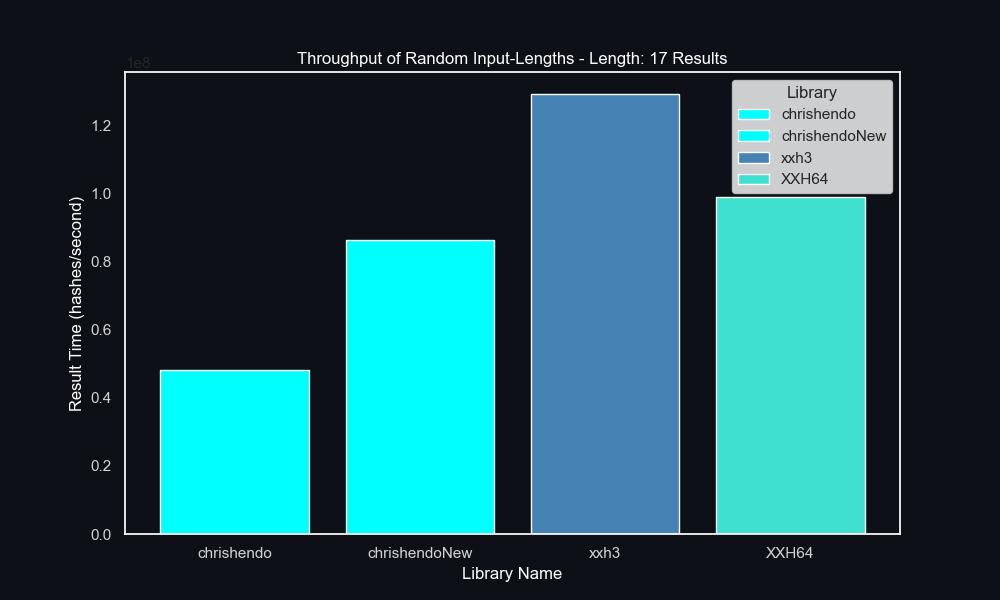 Throughput of Random Input-Lengths - Length: 17 Results
1e8
Library
chrishendo
chrishendoNew
xxh3
XXH64
1.2
1.0
0.8
0.6
0.4
0.2
0.0
Result Time (hashes/second)
chrishendo
chrishendoNew
xxh3
XXH64
Library Name